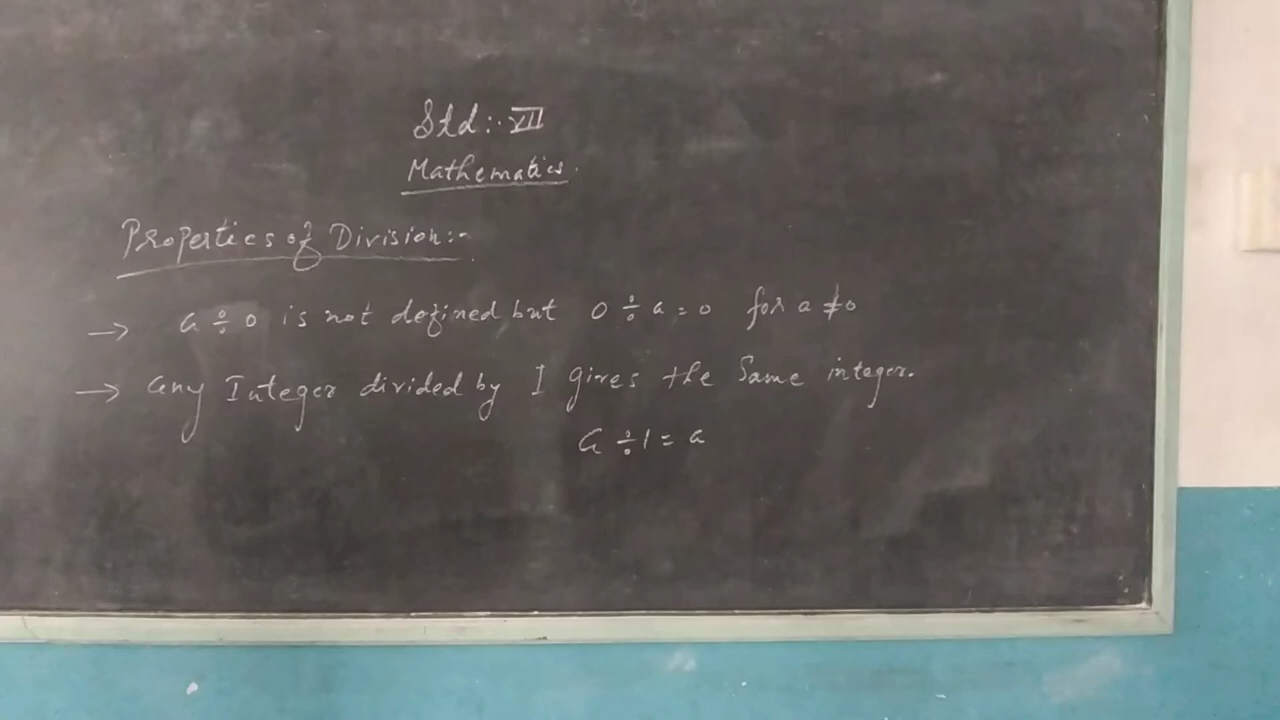 Std:- VII
Mathematics.
Properties of Division:-
→ a ÷ 0 is not defined but 0 ÷ a = 0 for a ≠ 0
→ any Integer divided by 1 gives the Same integer.
a ÷ 1 = a